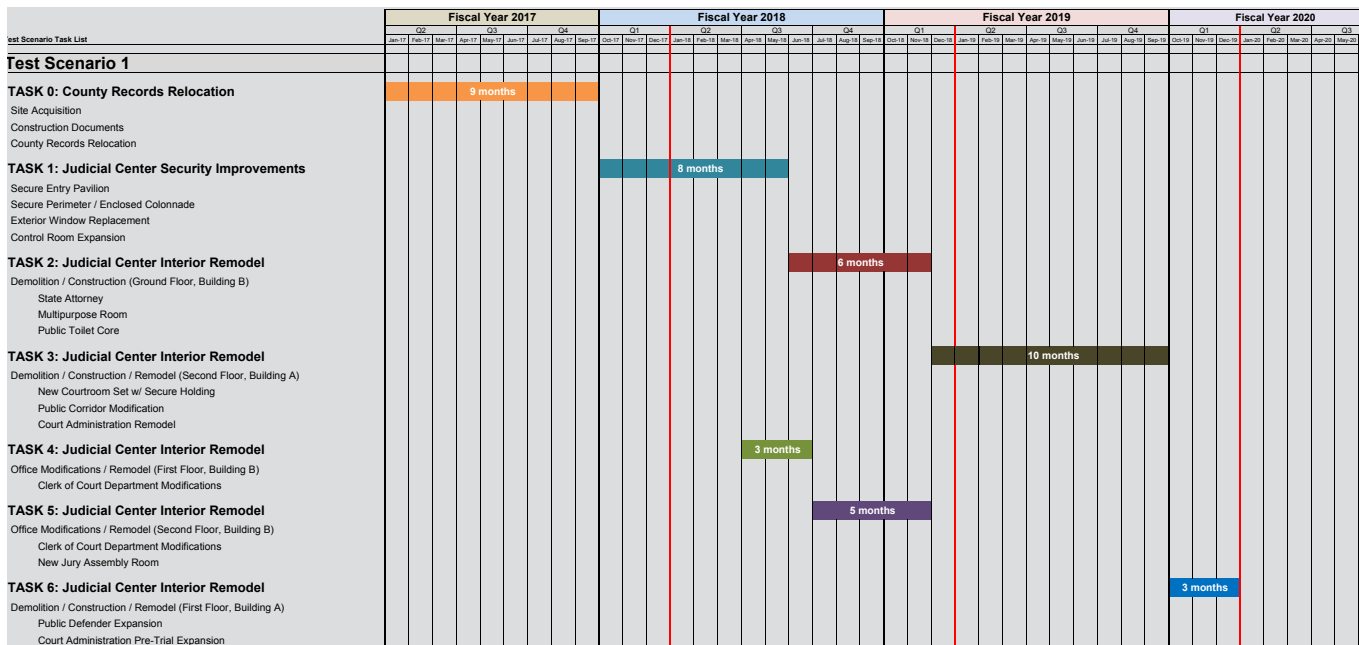 Fiscal Year 2017 Fiscal Year 2018 Fiscal Year 2019 Fiscal Year 2020
Q2 Q3 Q4 Q1 Q2 Q3 Q4 Q1 Q2 Q3 Q4 Q1 Q2 Q3
est Scenario Task List Jan-17 Feb-17 Mar-17 Apr-17 May-17 Jun-17 Jul-17 Aug-17 Sep-17 Oct-17 Nov-17 Dec-17 Jan-18 Feb-18 Mar-18 Apr-18 May-18 Jun-18 Jul-18 Aug-18 Sep-18 Oct-18 Nov-18 Dec-18 Jan-19 Feb-19 Mar-19 Apr-19 May-19 Jun-19 Jul-19 Aug-19 Sep-19 Oct-19 Nov-19 Dec-19 Jan-20 Feb-20 Mar-20 Apr-20 May-20
Test Scenario 1
TASK 0: County Records Relocation 9 months
Site Acquisition
Construction Documents
County Records Relocation
TASK 1: Judicial Center Security Improvements 8 months
Secure Entry Pavilion
Secure Perimeter / Enclosed Colonnade
Exterior Window Replacement
Control Room Expansion
TASK 2: Judicial Center Interior Remodel 6 months
Demolition / Construction (Ground Floor, Building B)
State Attorney
Multipurpose Room
Public Toilet Core
TASK 3: Judicial Center Interior Remodel 10 months
Demolition / Construction / Remodel (Second Floor, Building A)
New Courtroom Set w/ Secure Holding
Public Corridor Modification
Court Administration Remodel
TASK 4: Judicial Center Interior Remodel 3 months
Office Modifications / Remodel (First Floor, Building B)
Clerk of Court Department Modifications
TASK 5: Judicial Center Interior Remodel 5 months
Office Modifications / Remodel (Second Floor, Building B)
Clerk of Court Department Modifications
New Jury Assembly Room
TASK 6: Judicial Center Interior Remodel 3 months
Demolition / Construction / Remodel (First Floor, Building A)
Public Defender Expansion
Court Administration Pre-Trial Expansion